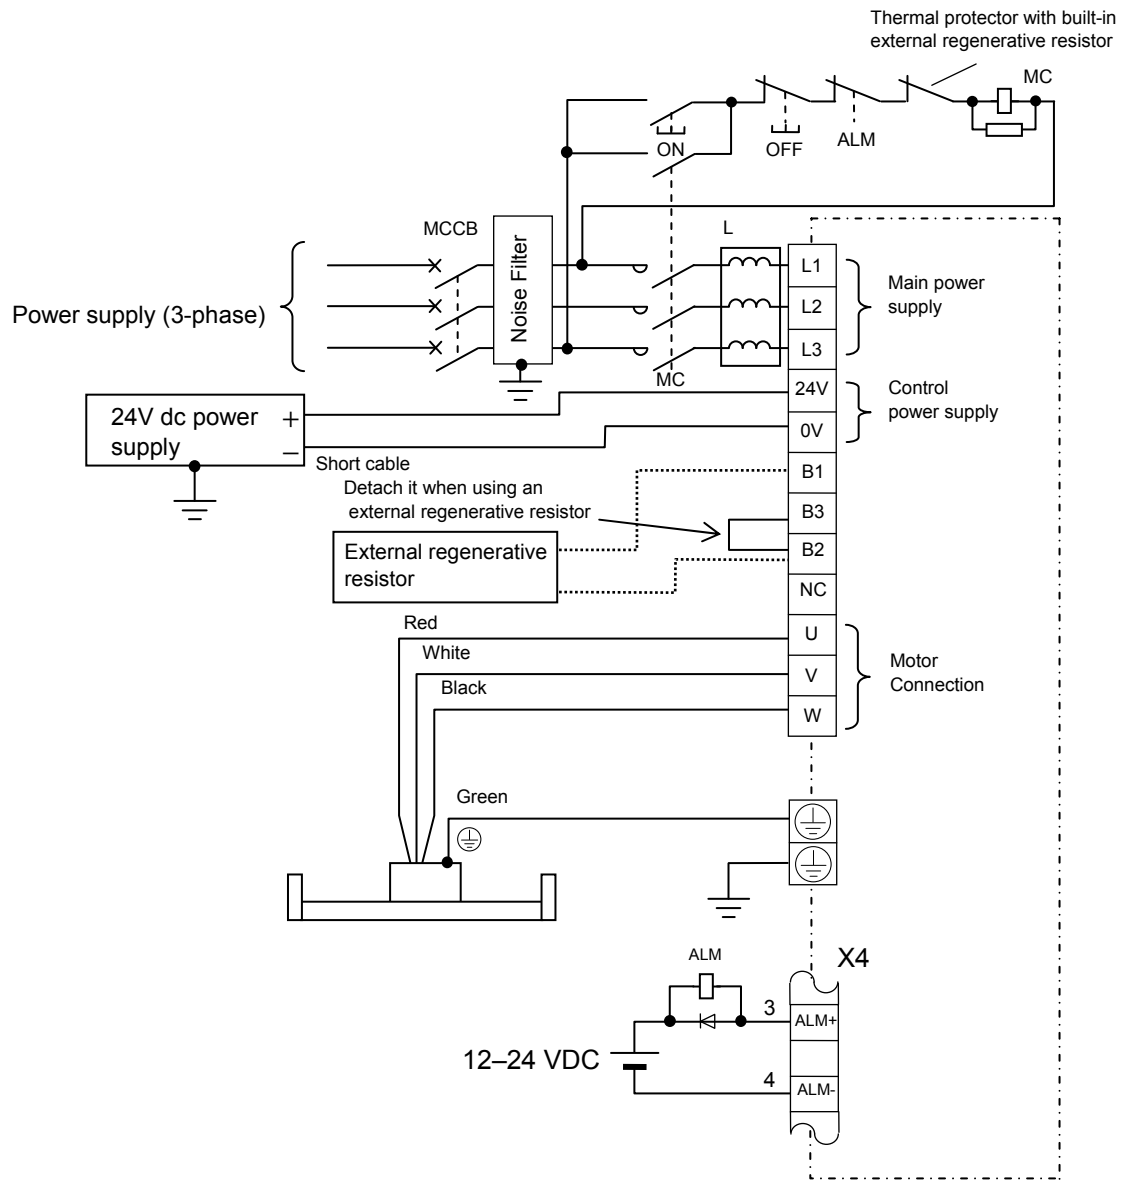 Thermal protector with built-in
external regenerative resistor
MC
ON
OFF
ALM
MCCB
Noise Filter
L
Power supply (3-phase)
L1
L2
L3
Main power
supply
MC
24V dc power
supply
+
–
24V
0V
Control
power supply
Short cable
Detach it when using an
external regenerative resistor
B1
B3
B2
NC
External regenerative
resistor
Red
White
Black
U
V
W
Motor
Connection
Green
X4
ALM
3
ALM+
12–24 VDC
4
ALM-